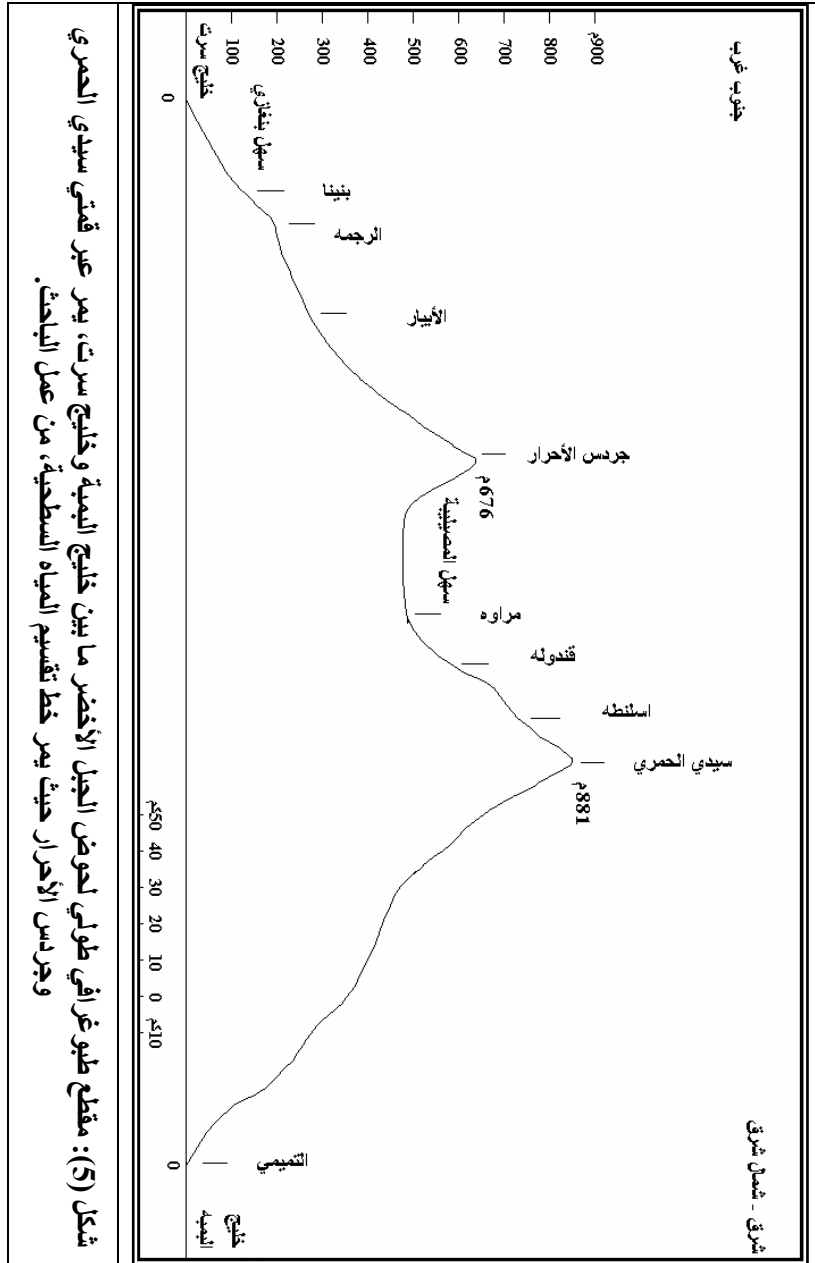 جنوب غرب
شرق - شمال شرق
900م
800
700
600
500
400
300
200
100
خليج سرت
0
سهل بنغازي
بنينا
الرجمه
الأبيار
جردس الأحرار
676م
سهل المصيليبية
مراوه
قندوله
اسلنطه
سيدي الحمري
881م
50كم
40
30
20
10
0
10كم
التميمي
0
خليج
البمبه
شكل (5): مقطع طبوغرافي طولي لحوض الجبل الأخضر ما بين خليج البمبة وخليج سرت، يمر عبر قمتي سيدي الحمري
وجردس الأحرار حيث يمر خط تقسيم المياه السطحية، من عمل الباحث.